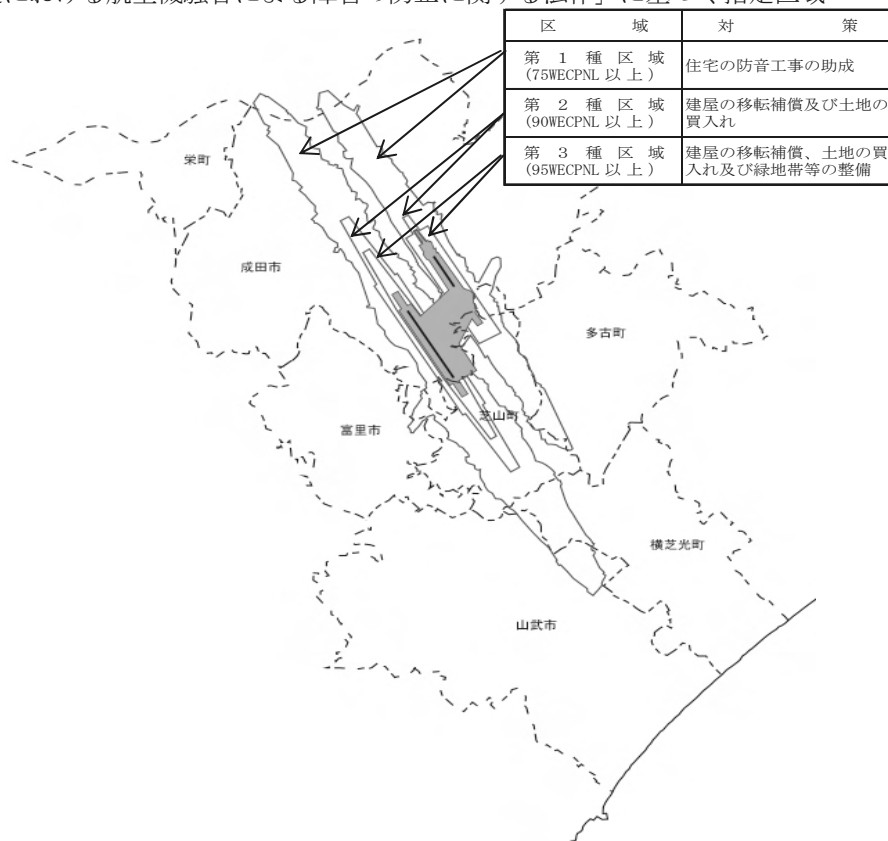 における航空機騒音による障害の防止に関する法律」に基づく指定区域
区域 対策
第1種区域 住宅の防音工事の助成
(75WECPNL以上)
第2種区域 建屋の移転補償及び土地の
(90WECPNL以上) 買入れ
第3種区域 建屋の移転補償、土地の買
(95WECPNL以上) 入れ及び緑地帯等の整備
栄町
成田市
多古町
芝山町
富里市
横芝光町
山武市